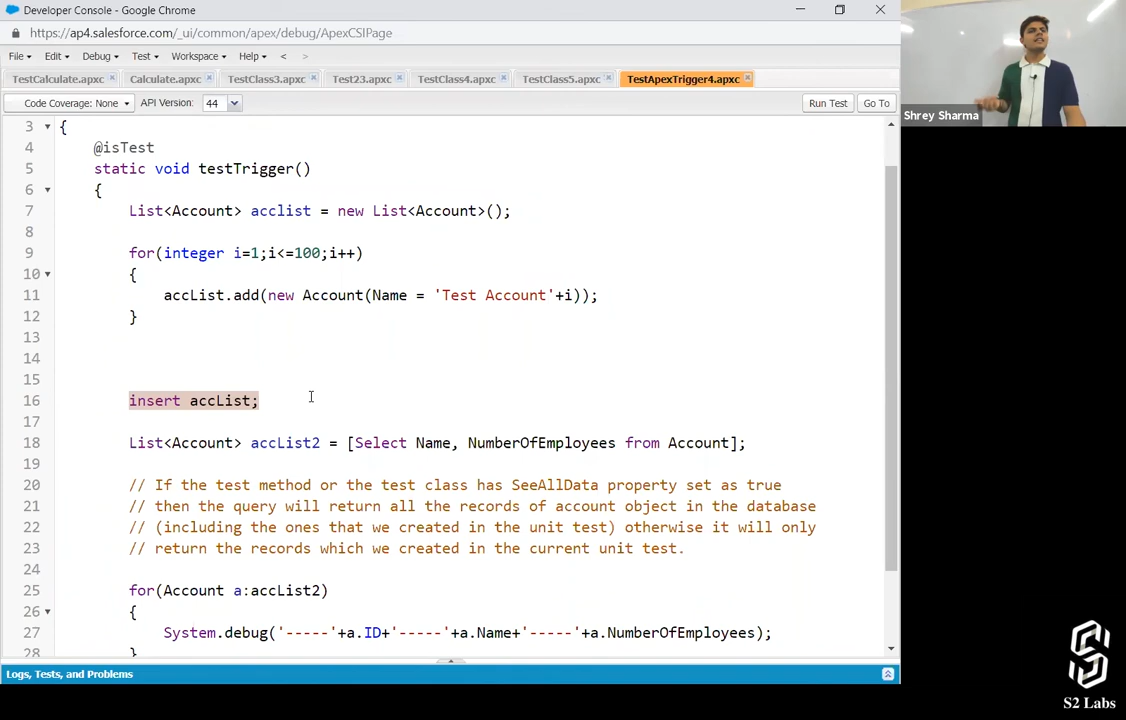 Developer Console - Google Chrome
https://ap4.salesforce.com/_ui/common/apex/debug/ApexCSIPage
File Edit Debug Test Workspace Help < >
TestCalculate.apxc Calculate.apxc TestClass3.apxc Test23.apxc TestClass4.apxc TestClass5.apxc TestApexTrigger4.apxc
Code Coverage: None API Version: 44 Run Test Go To
Shrey Sharma
3 {
4 @isTest
5 static void testTrigger()
6 {
7 List<Account> acclist = new List<Account>();
8
9 for(integer i=1;i<=100;i++)
10 {
11 accList.add(new Account(Name = 'Test Account'+i));
12 }
13
14
15
16 insert accList;
17
18 List<Account> accList2 = [Select Name, NumberOfEmployees from Account];
19
20 // If the test method or the test class has SeeAllData property set as true
21 // then the query will return all the records of account object in the database
22 // (including the ones that we created in the unit test) otherwise it will only
23 // return the records which we created in the current unit test.
24
25 for(Account a:accList2)
26 {
27 System.debug('-----'+a.ID+'-----'+a.Name+'-----'+a.NumberOfEmployees);
28 }
Logs, Tests, and Problems
S2 Labs